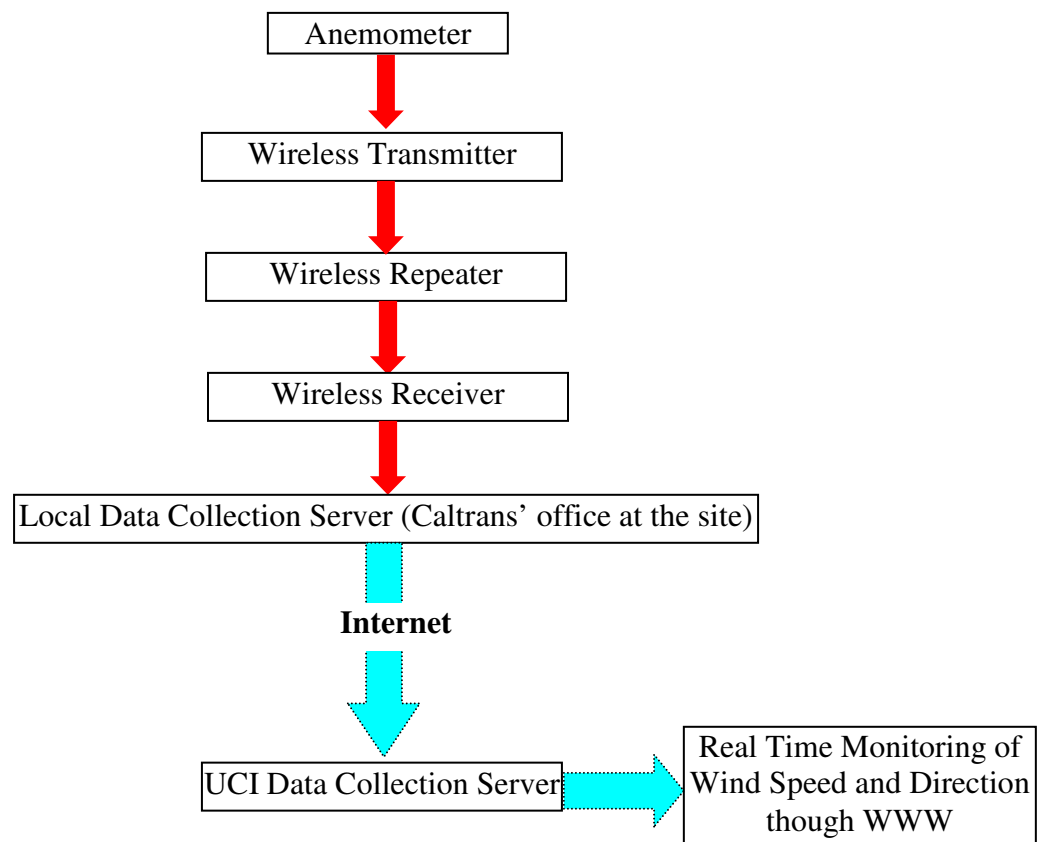 Anemometer
Wireless Transmitter
Wireless Repeater
Wireless Receiver
Local Data Collection Server (Caltrans’ office at the site)
Internet
UCI Data Collection Server
Real Time Monitoring of
Wind Speed and Direction
though WWW